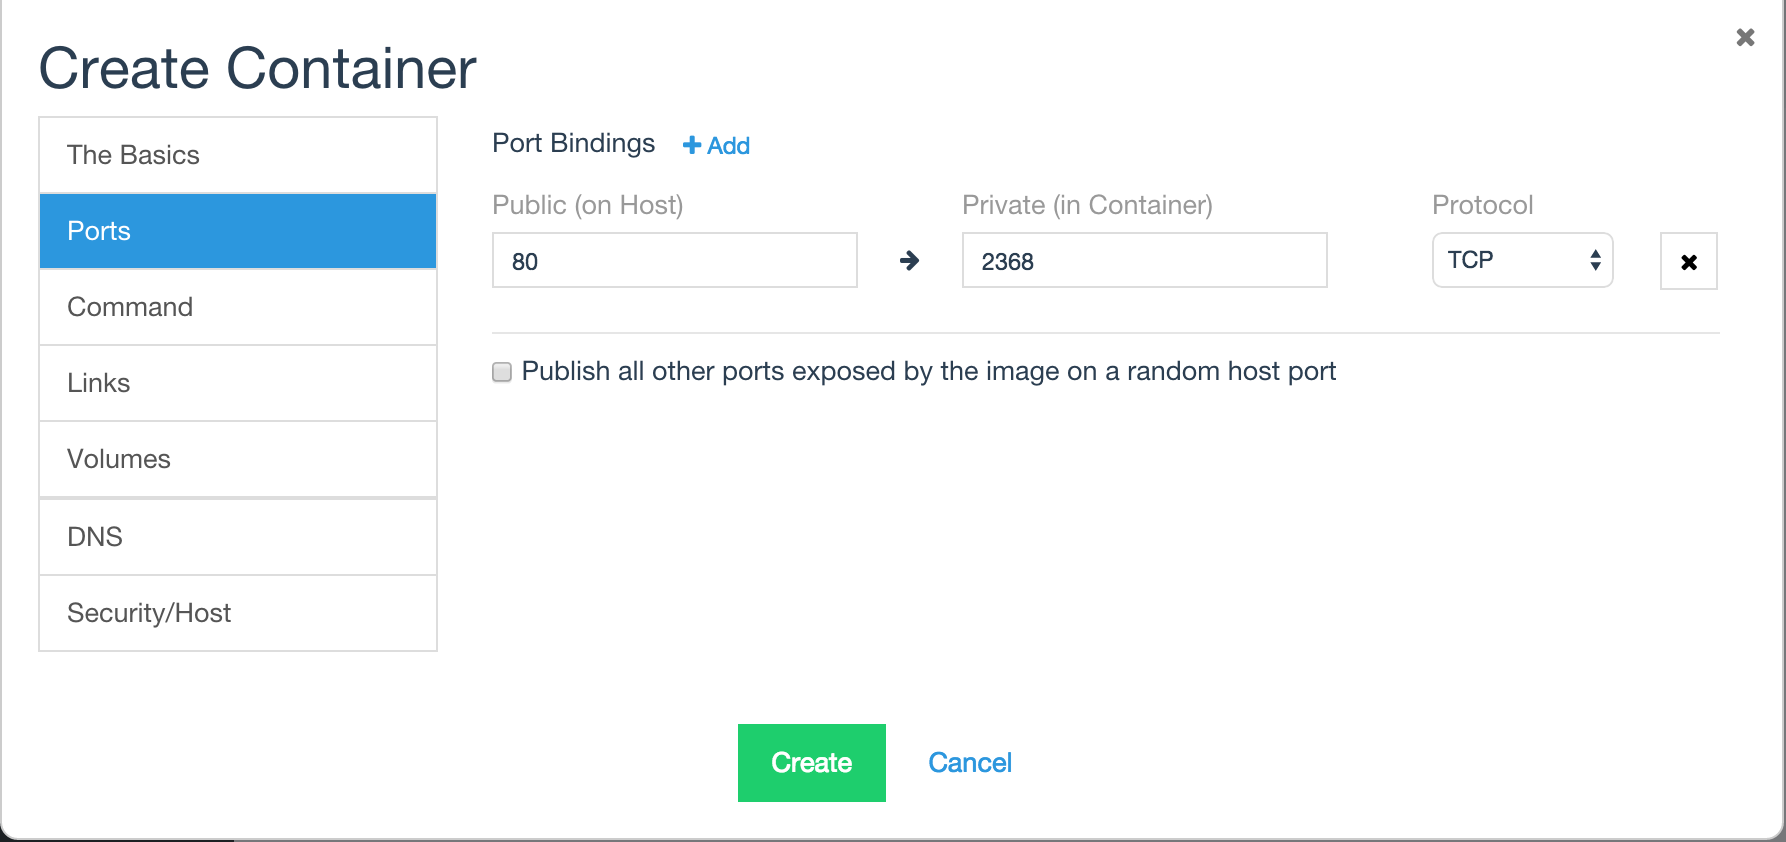 Create Container
The Basics
Ports
Command
Links
Volumes
DNS
Security/Host
Port Bindings
Add
Public (on Host)
Private (in Container)
Protocol
80
2368
TCP
Publish all other ports exposed by the image on a random host port
Create
Cancel